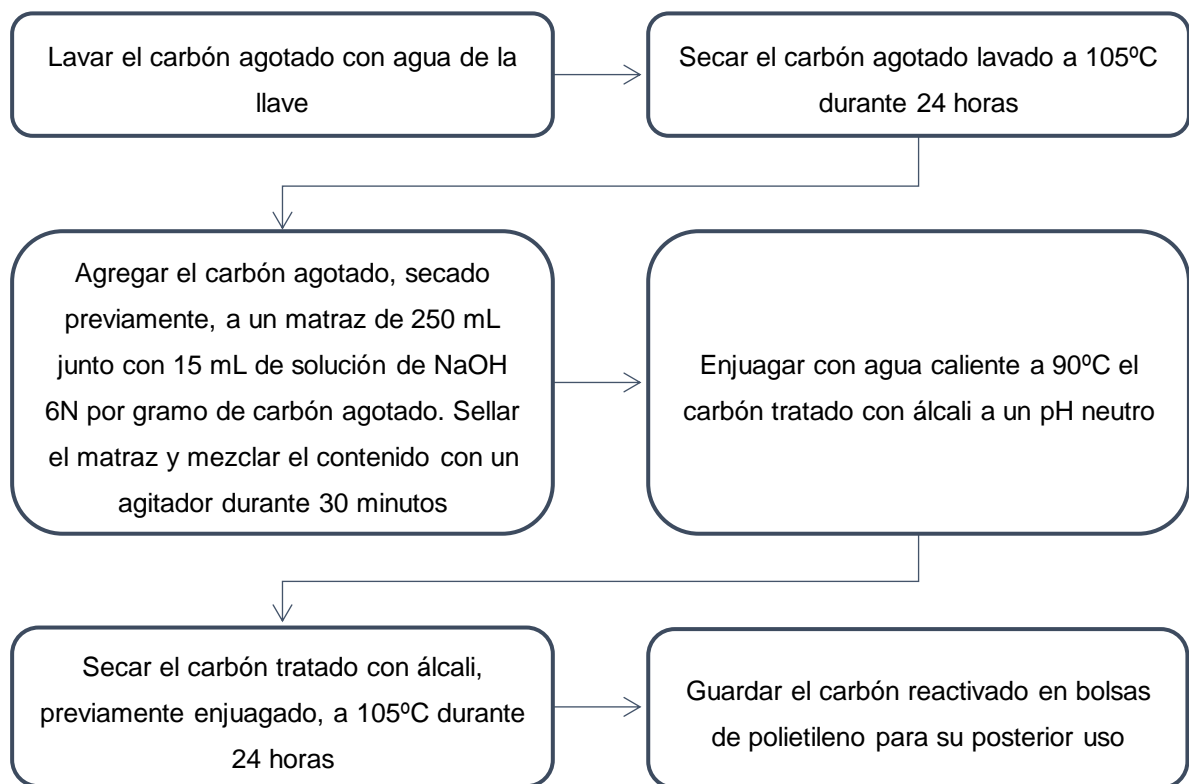 Lavar el carbón agotado con agua de la
llave
Secar el carbón agotado lavado a 105ºC
durante 24 horas
Agregar el carbón agotado, secado
previamente, a un matraz de 250 mL
junto con 15 mL de solución de NaOH
6N por gramo de carbón agotado. Sellar
el matraz y mezclar el contenido con un
agitador durante 30 minutos
Enjuagar con agua caliente a 90ºC el
carbón tratado con álcali a un pH neutro
Secar el carbón tratado con álcali,
previamente enjuagado, a 105ºC durante
24 horas
Guardar el carbón reactivado en bolsas
de polietileno para su posterior uso